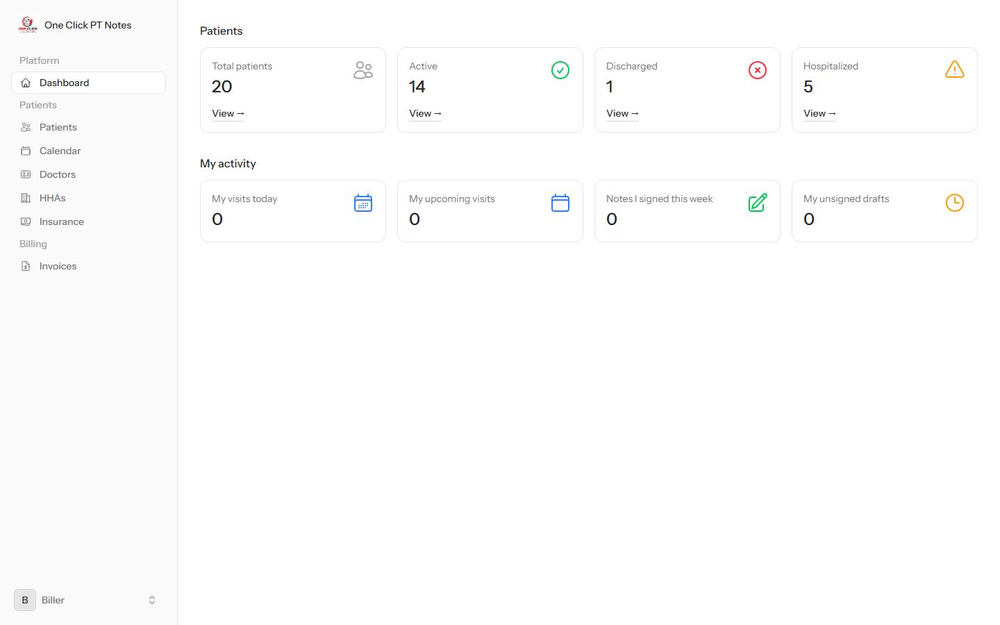 One Click PT Notes
Platform
Dashboard
Patients
Patients
Calendar
Doctors
HHAs
Insurance
Billing
Invoices
B Biller
Patients
Total patients
20
View →
Active
14
View →
Discharged
1
View →
Hospitalized
5
View →
My activity
My visits today
0
My upcoming visits
0
Notes I signed this week
0
My unsigned drafts
0